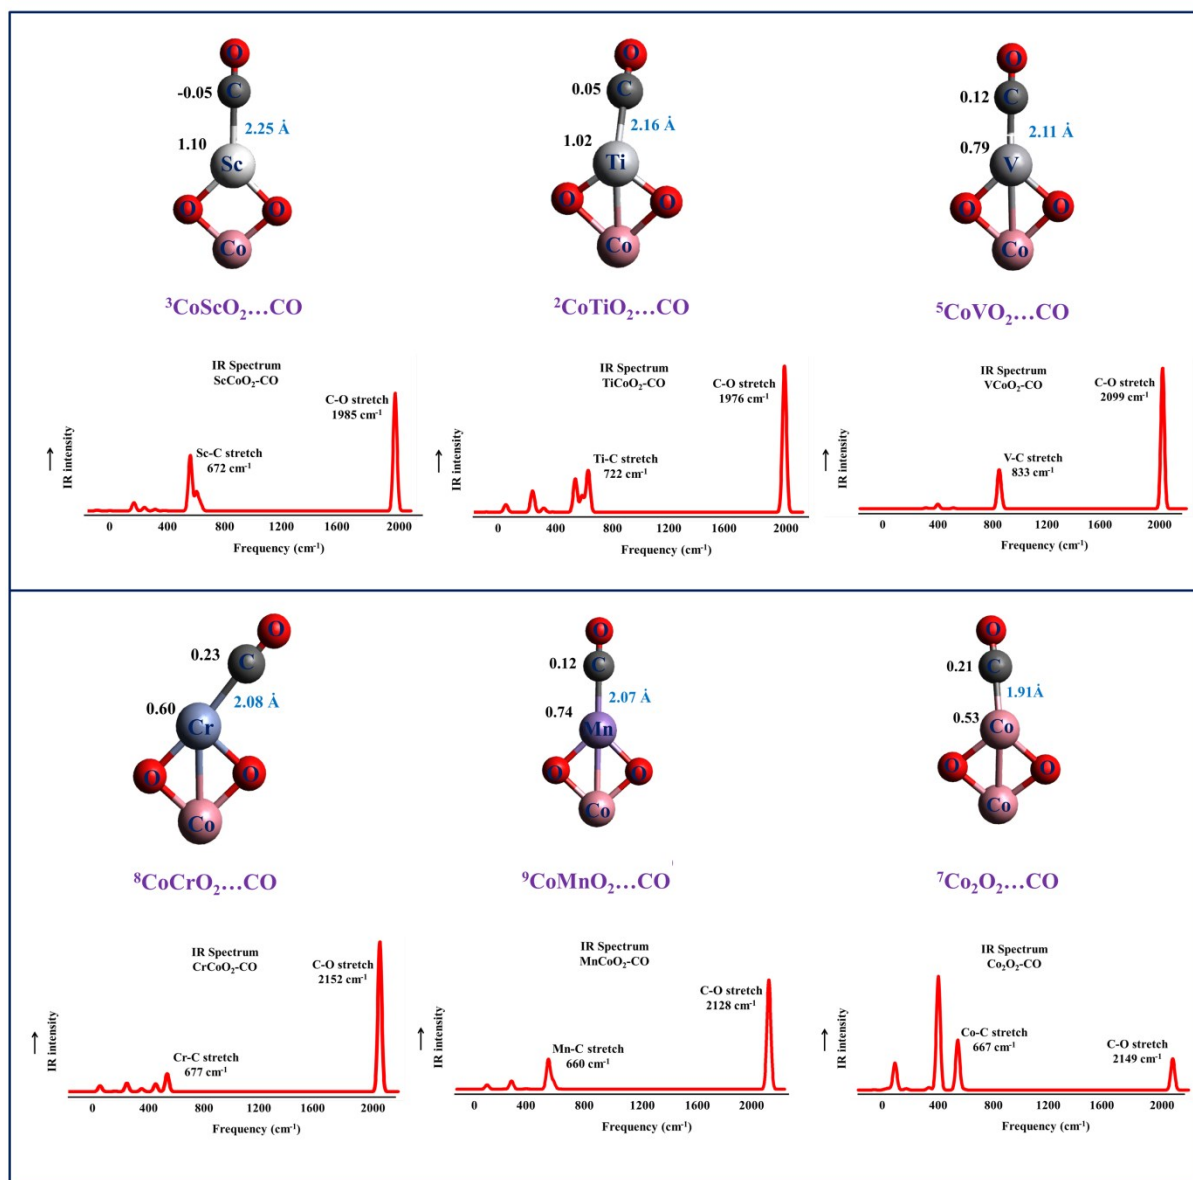 O
-0.05 C
2.25 Å
1.10
Sc
O O
Co
³CoScO₂...CO
O
0.05 C
2.16 Å
1.02
Ti
O O
Co
²CoTiO₂...CO
O
0.12 C
2.11 Å
0.79
V
O O
Co
⁵CoVO₂...CO
IR Spectrum
ScCoO₂-CO
C-O stretch
1985 cm⁻¹
Sc-C stretch
672 cm⁻¹
IR intensity
0 400 800 1200 1600 2000
Frequency (cm⁻¹)
IR Spectrum
TiCoO₂-CO
C-O stretch
1976 cm⁻¹
Ti-C stretch
722 cm⁻¹
IR intensity
0 400 800 1200 1600 2000
Frequency (cm⁻¹)
IR Spectrum
VCoO₂-CO
C-O stretch
2099 cm⁻¹
V-C stretch
833 cm⁻¹
IR intensity
0 400 800 1200 1600 2000
Frequency (cm⁻¹)
O
0.23 C
2.08 Å
0.60
Cr
O O
Co
⁸CoCrO₂...CO
O
0.12 C
2.07 Å
0.74
Mn
O O
Co
⁹CoMnO₂...CO
O
0.21 C
1.91Å
0.53
Co
O O
Co
⁷Co₂O₂...CO
IR Spectrum
CrCoO₂-CO
C-O stretch
2152 cm⁻¹
Cr-C stretch
677 cm⁻¹
IR intensity
0 400 800 1200 1600 2000
Frequency (cm⁻¹)
IR Spectrum
MnCoO₂-CO
C-O stretch
2128 cm⁻¹
Mn-C stretch
660 cm⁻¹
IR intensity
0 400 800 1200 1600 2000
Frequency (cm⁻¹)
IR Spectrum
Co₂O₂-CO
Co-C stretch
667 cm⁻¹
C-O stretch
2149 cm⁻¹
IR intensity
0 400 800 1200 1600 2000
Frequency (cm⁻¹)